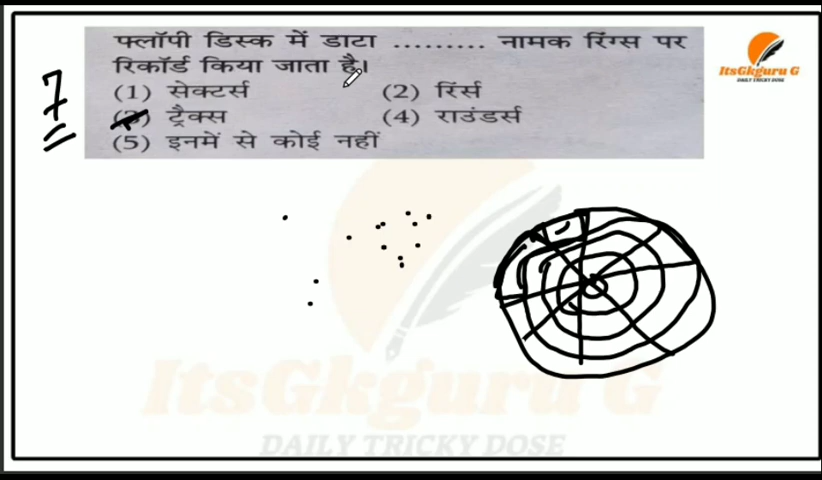 7
फ्लॉपी डिस्क में डाटा ......... नामक रिंग्स पर
रिकॉर्ड किया जाता है।
(1) सेक्टर्स (2) रिंर्स
(3) ट्रैक्स (4) राउंडर्स
(5) इनमें से कोई नहीं
ItsGkguru G
DAILY TRICKY DOSE
ItsGkguru G
DAILY TRICKY DOSE